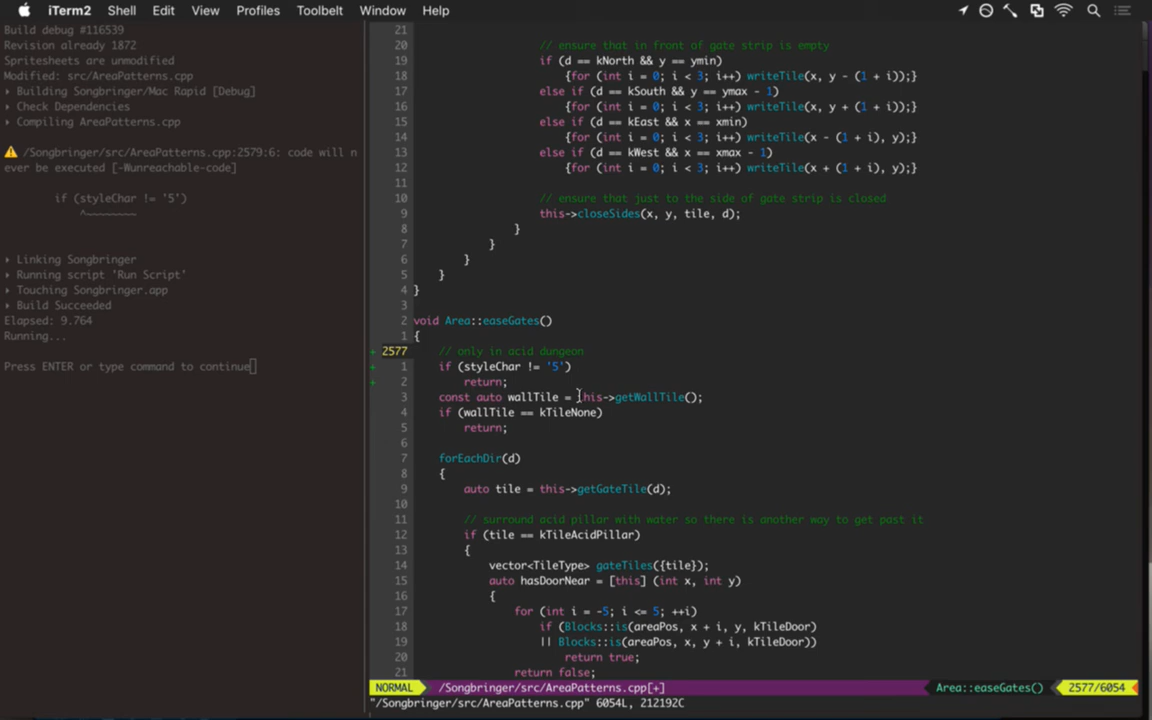 iTerm2 Shell Edit View Profiles Toolbelt Window Help
Build debug #116539
Revision already 1872
Spritesheets are unmodified
Modified: src/AreaPatterns.cpp
▸ Building Songbringer/Mac Rapid [Debug]
▸ Check Dependencies
▸ Compiling AreaPatterns.cpp
⚠️ /Songbringer/src/AreaPatterns.cpp:2579:6: code will n
ever be executed [-Wunreachable-code]
if (styleChar != '5')
^~~~~~~~~
▸ Linking Songbringer
▸ Running script 'Run Script'
▸ Touching Songbringer.app
▸ Build Succeeded
Elapsed: 9.764
Running...
Press ENTER or type command to continue
21
20 // ensure that in front of gate strip is empty
19 if (d == kNorth && y == ymin)
18 {for (int i = 0; i < 3; i++) writeTile(x, y - (1 + i));}
17 else if (d == kSouth && y == ymax - 1)
16 {for (int i = 0; i < 3; i++) writeTile(x, y + (1 + i));}
15 else if (d == kEast && x == xmin)
14 {for (int i = 0; i < 3; i++) writeTile(x - (1 + i), y);}
13 else if (d == kWest && x == xmax - 1)
12 {for (int i = 0; i < 3; i++) writeTile(x + (1 + i), y);}
11
10 // ensure that just to the side of gate strip is closed
9 this->closeSides(x, y, tile, d);
8 }
7 }
6 }
5 }
4 }
3
2 void Area::easeGates()
1 {
+ 2577 // only in acid dungeon
+ 1 if (styleChar != '5')
+ 2 return;
3 const auto wallTile = this->getWallTile();
4 if (wallTile == kTileNone)
5 return;
6
7 forEachDir(d)
8 {
9 auto tile = this->getGateTile(d);
10
11 // surround acid pillar with water so there is another way to get past it
12 if (tile == kTileAcidPillar)
13 {
14 vector<TileType> gateTiles({tile});
15 auto hasDoorNear = [this] (int x, int y)
16 {
17 for (int i = -5; i <= 5; ++i)
18 if (Blocks::is(areaPos, x + i, y, kTileDoor)
19 || Blocks::is(areaPos, x, y + i, kTileDoor))
20 return true;
21 return false;
NORMAL /Songbringer/src/AreaPatterns.cpp[+] Area::easeGates() 2577/6054
"/Songbringer/src/AreaPatterns.cpp" 6054L, 212192C